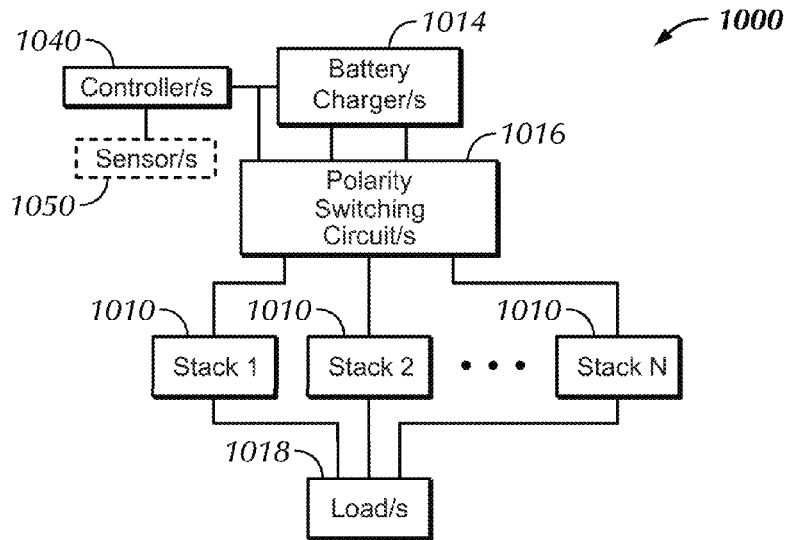 1000
1040
1014
Controller/s
Battery
Charger/s
Sensor/s
1050
1016
Polarity
Switching
Circuit/s
1010
1010
1010
Stack 1
Stack 2
• • •
Stack N
1018
Load/s